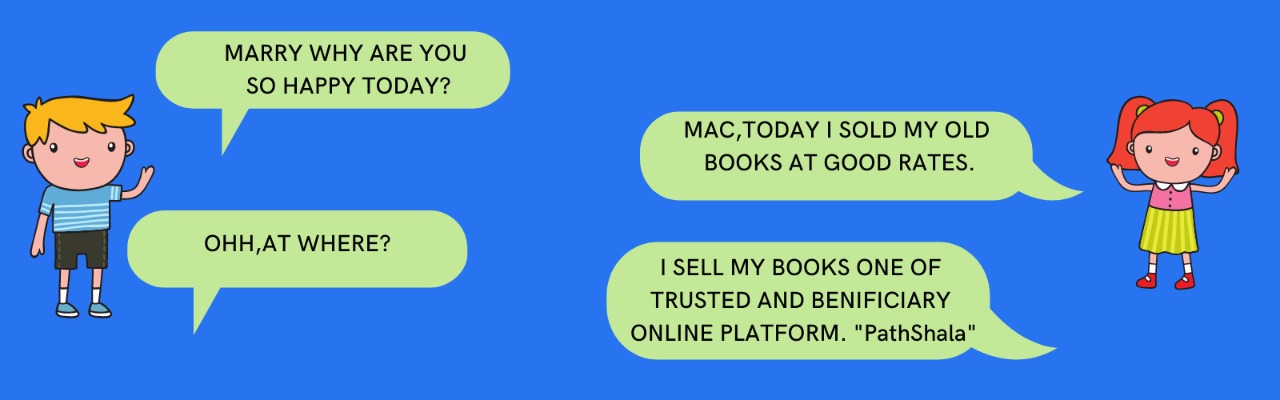 MARRY WHY ARE YOU
SO HAPPY TODAY?
MAC,TODAY I SOLD MY OLD
BOOKS AT GOOD RATES.
OHH,AT WHERE?
I SELL MY BOOKS ONE OF
TRUSTED AND BENIFICIARY
ONLINE PLATFORM. "PathShala"